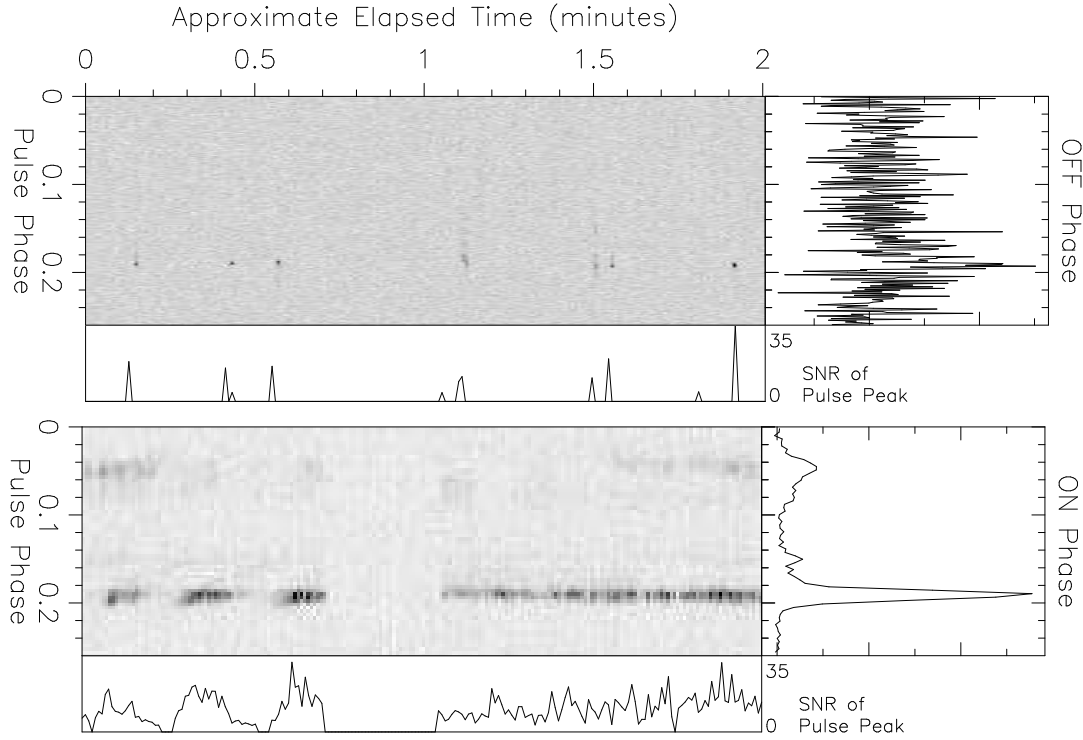 Approximate Elapsed Time (minutes)
0 0.5 1 1.5 2
Pulse Phase
0 0.1 0.2
OFF Phase
35
0
SNR of
Pulse Peak
Pulse Phase
0 0.1 0.2
ON Phase
35
0
SNR of
Pulse Peak